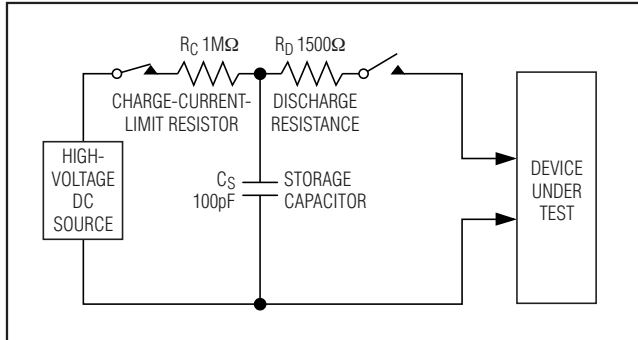 RC 1MΩ
RD 1500Ω
CHARGE-CURRENT-
LIMIT RESISTOR
DISCHARGE
RESISTANCE
HIGH-
VOLTAGE
DC
SOURCE
CS
100pF
STORAGE
CAPACITOR
DEVICE
UNDER
TEST